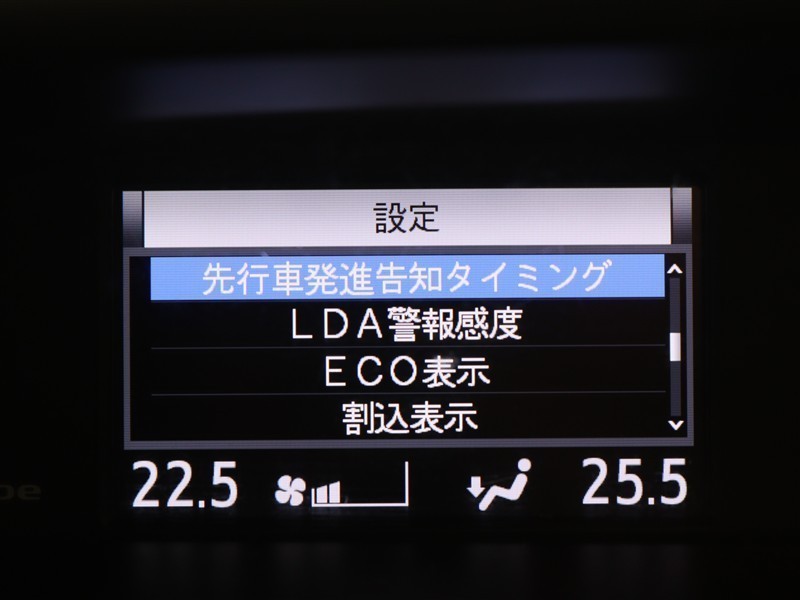 設定
先行車発進告知タイミング
ＬＤＡ警報感度
ＥＣＯ表示
割込表示
22.5 25.5